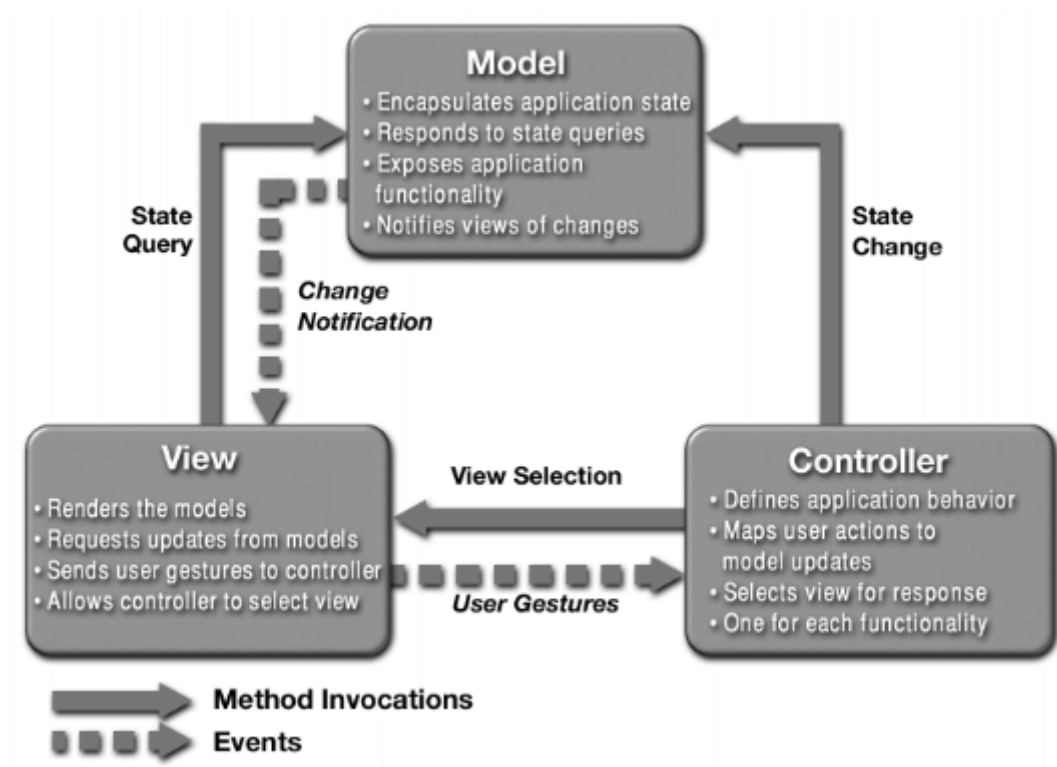 Model
• Encapsulates application state
• Responds to state queries
• Exposes application
functionality
• Notifies views of changes
State
Query
State
Change
Change
Notification
View
• Renders the models
• Requests updates from models
• Sends user gestures to controller
• Allows controller to select view
View Selection
User Gestures
Controller
• Defines application behavior
• Maps user actions to
model updates
• Selects view for response
• One for each functionality
Method Invocations
Events